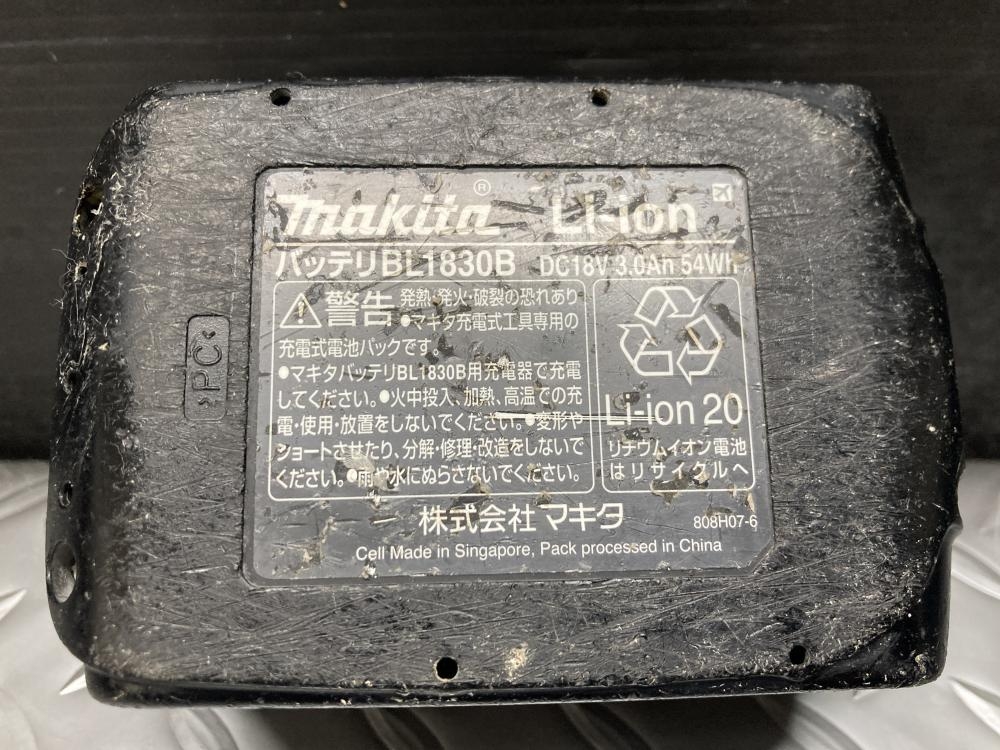 makita® Li-ion
バッテリBL1830B DC18V 3.0Ah 54Wh
警告 発熱・発火・破裂の恐れあり
●マキタ充電式工具専用の
充電式電池パックです。
●マキタバッテリBL1830B用充電器で充電
してください。●火中投入、加熱、高温での充
電・使用・放置をしないでください。●変形や
ショートさせたり、分解・修理・改造をしないで
ください。●雨や水にぬらさないでください。
Li-ion 20
リチウムイオン電池
はリサイクルへ
株式会社 マキタ
808H07-6
Cell Made in Singapore, Pack processed in China
>PC<